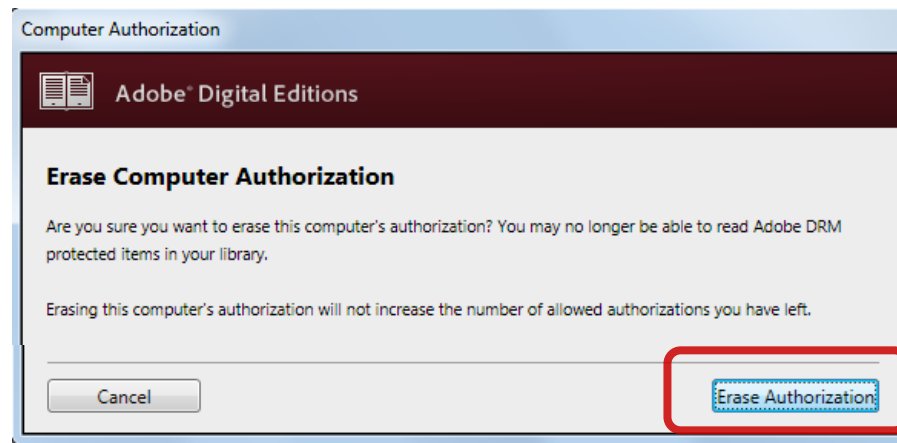 Computer Authorization
Adobe® Digital Editions
Erase Computer Authorization
Are you sure you want to erase this computer's authorization? You may no longer be able to read Adobe DRM
protected items in your library.
Erasing this computer's authorization will not increase the number of allowed authorizations you have left.
Cancel
Erase Authorization